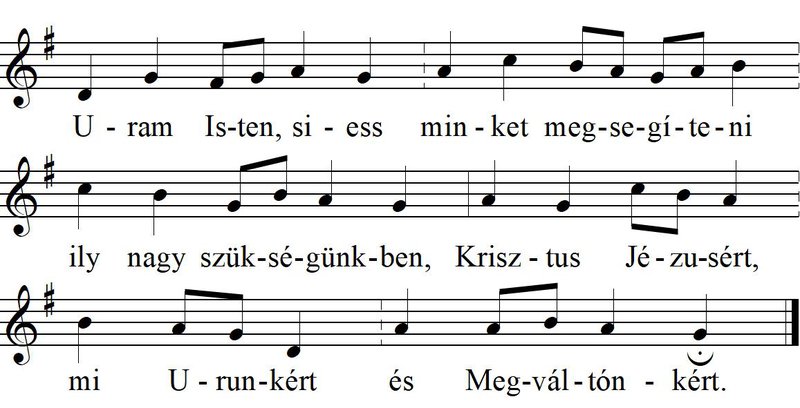 U - ram Is-ten, si - ess min - ket meg-se-gí-te-ni
ily nagy szük-sé-günk-ben, Krisz - tus Jé-zu-sért,
mi U - run-kért és Meg-vál-tón - kért.